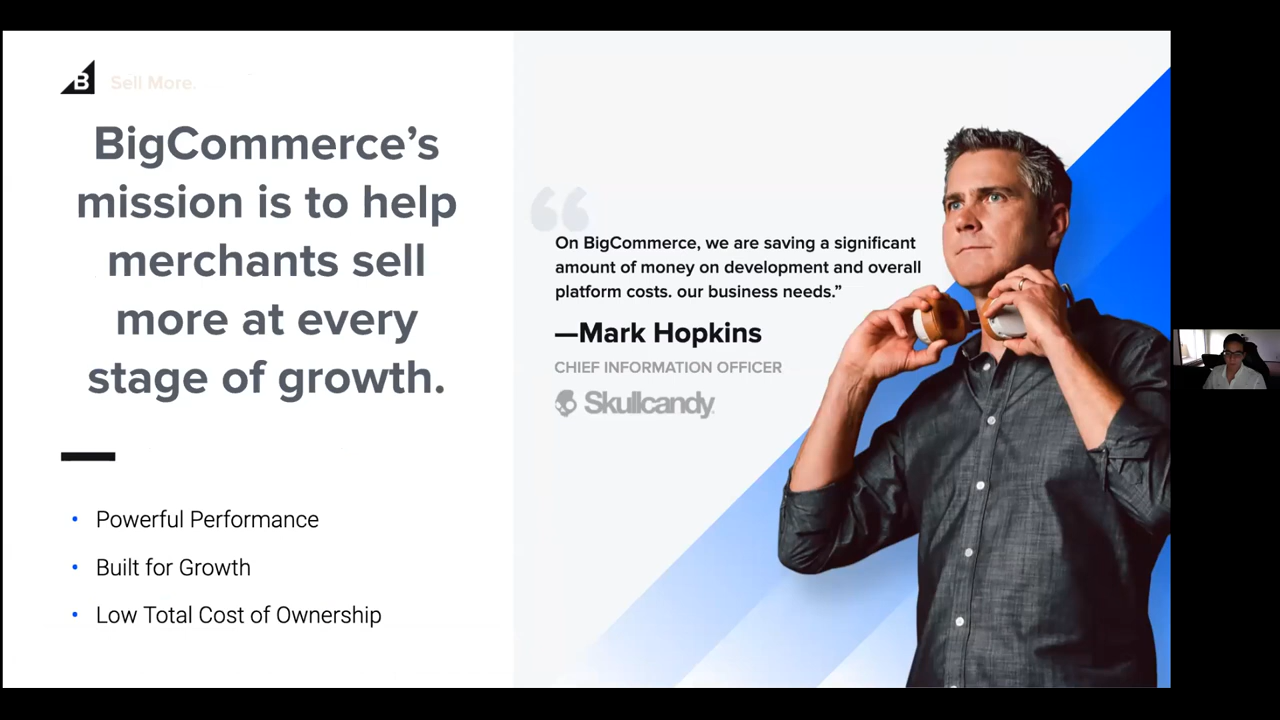 B Sell More.
BigCommerce’s
mission is to help
merchants sell
more at every
stage of growth.
• Powerful Performance
• Built for Growth
• Low Total Cost of Ownership
“
On BigCommerce, we are saving a significant
amount of money on development and overall
platform costs. our business needs.”
—Mark Hopkins
CHIEF INFORMATION OFFICER
Skullcandy